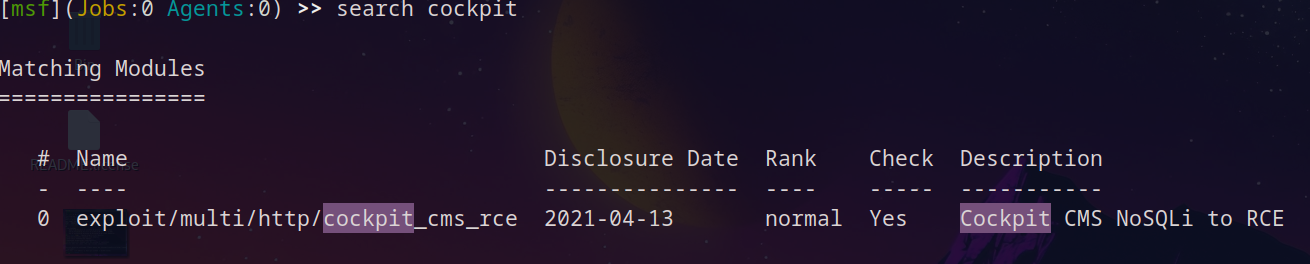 [msf](Jobs:0 Agents:0) >> search cockpit
Matching Modules
================
# Name Disclosure Date Rank Check Description
- ---- --------------- ---- ----- -----------
0 exploit/multi/http/cockpit_cms_rce 2021-04-13 normal Yes Cockpit CMS NoSQLi to RCE